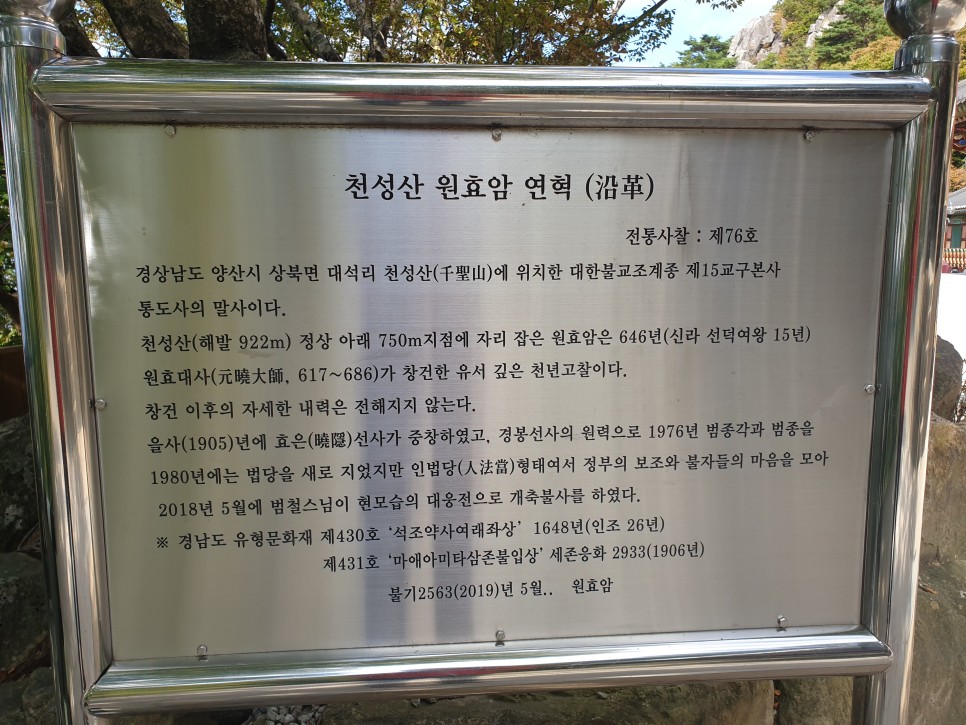 천성산 원효암 연혁 (沿革)
전통사찰 : 제76호
경상남도 양산시 상북면 대석리 천성산(千聖山)에 위치한 대한불교조계종 제15교구본사
통도사의 말사이다.
천성산(해발 922m) 정상 아래 750m지점에 자리 잡은 원효암은 646년(신라 선덕여왕 15년)
원효대사(元曉大師, 617~686)가 창건한 유서 깊은 천년고찰이다.
창건 이후의 자세한 내력은 전해지지 않는다.
을사(1905)년에 효은(曉隱)선사가 중창하였고, 경봉선사의 원력으로 1976년 범종각과 범종을
1980년에는 법당을 새로 지었지만 인법당(人法當)형태여서 정부의 보조와 불자들의 마음을 모아
2018년 5월에 범철스님이 현모습의 대웅전으로 개축불사를 하였다.
※ 경남도 유형문화재 제430호 ‘석조약사여래좌상’ 1648년(인조 26년)
제431호 ‘마애아미타삼존불입상’ 세존응화 2933(1906년)
불기2563(2019)년 5월.. 원효암